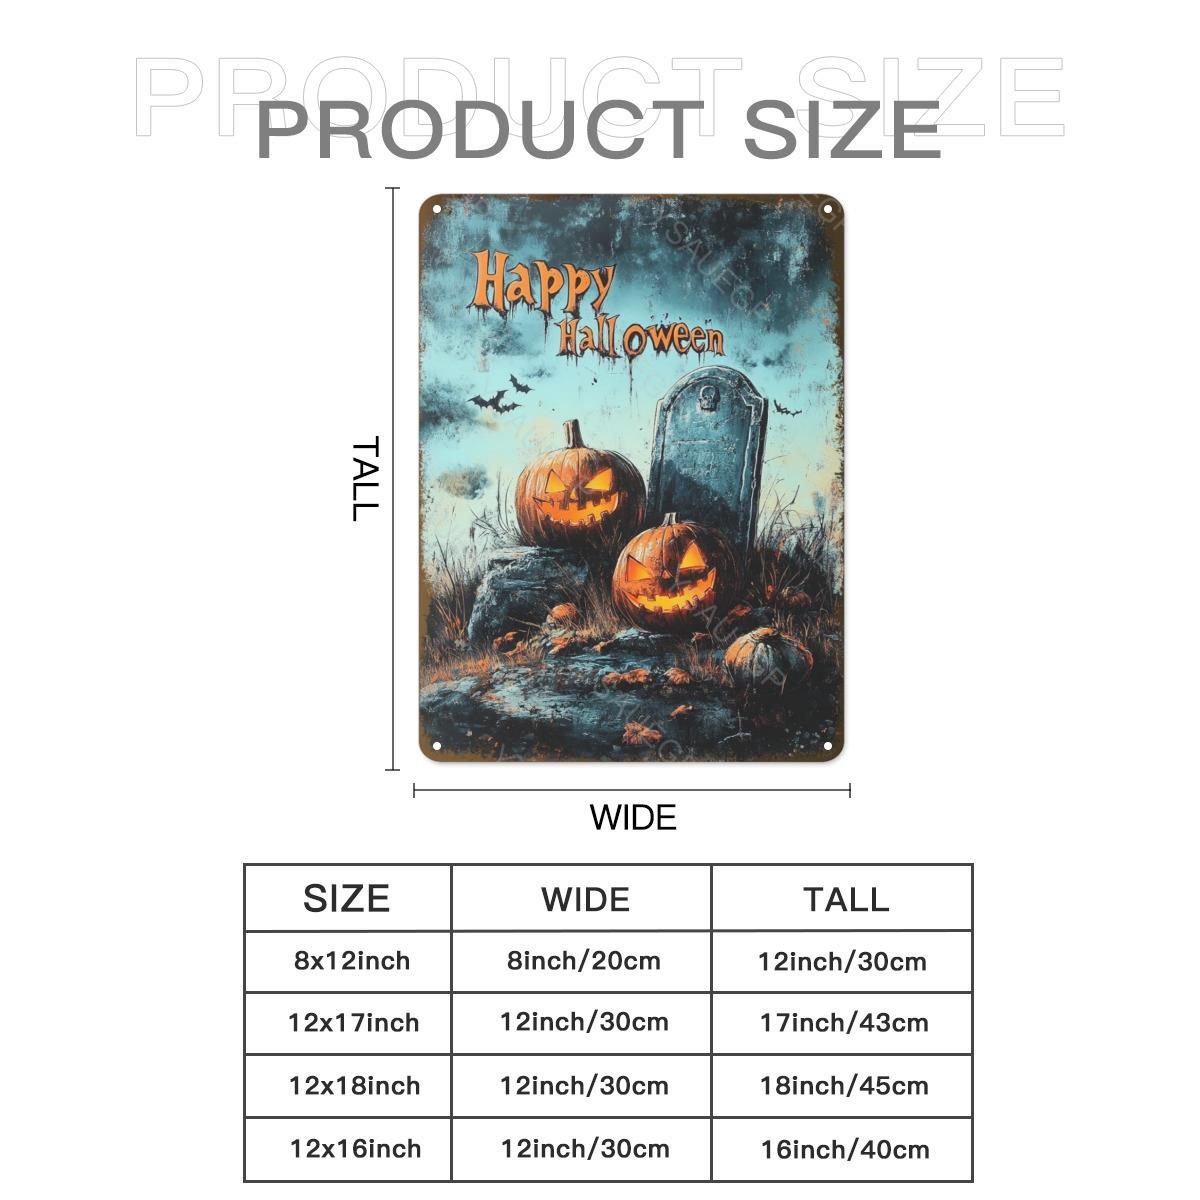 PRODUCT SIZE
PRODUCT SIZE
Happy
Halloween
TALL
WIDE
SIZE WIDE TALL
8x12inch 8inch/20cm 12inch/30cm
12x17inch 12inch/30cm 17inch/43cm
12x18inch 12inch/30cm 18inch/45cm
12x16inch 12inch/30cm 16inch/40cm